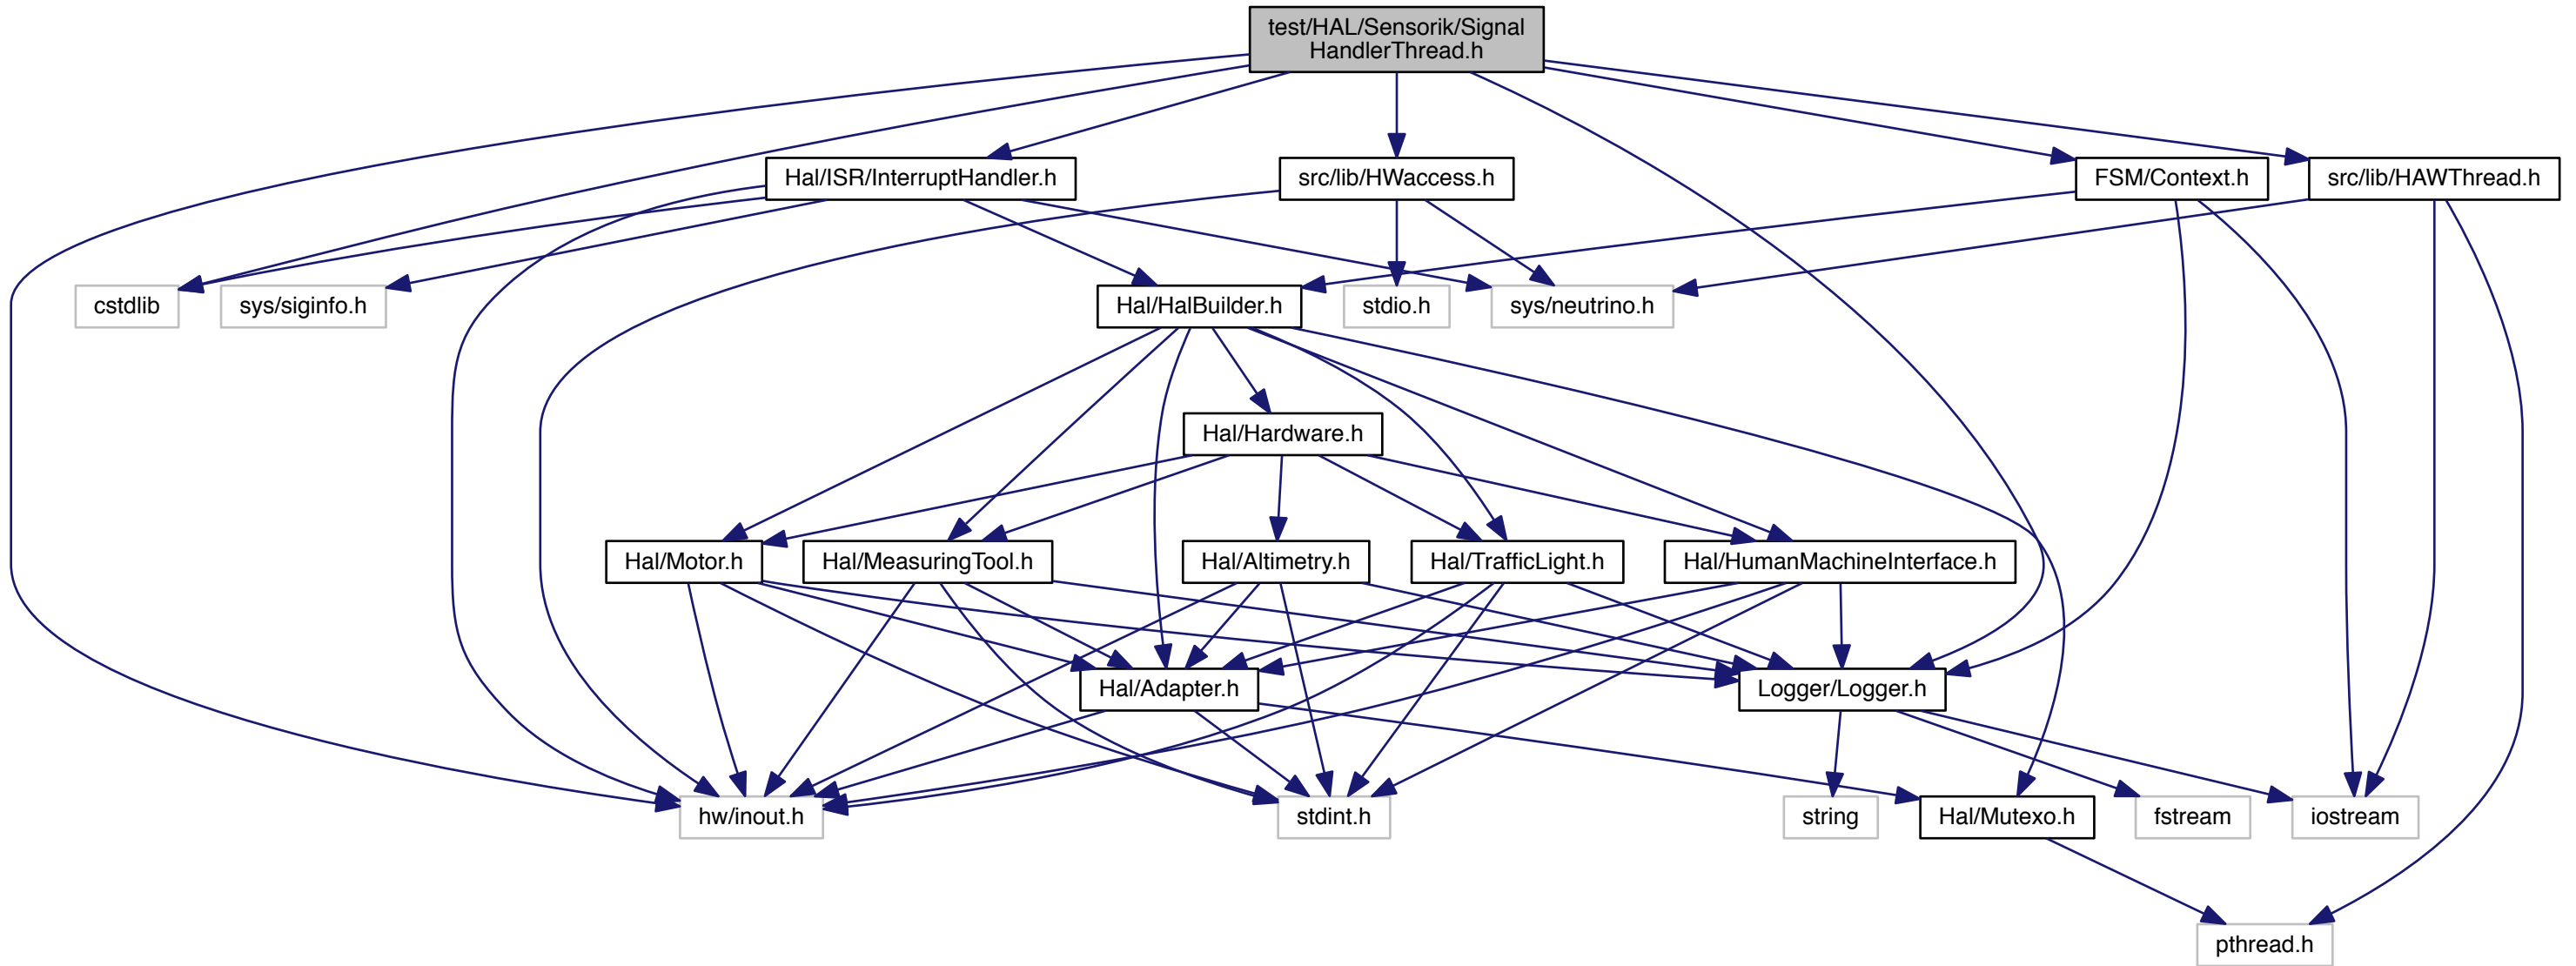 test/HAL/Sensorik/Signal
HandlerThread.h
Hal/ISR/InterruptHandler.h
src/lib/HWaccess.h
FSM/Context.h
src/lib/HAWThread.h
cstdlib
sys/siginfo.h
Hal/HalBuilder.h
stdio.h
sys/neutrino.h
Hal/Hardware.h
Hal/Motor.h
Hal/MeasuringTool.h
Hal/Altimetry.h
Hal/TrafficLight.h
Hal/HumanMachineInterface.h
Hal/Adapter.h
Logger/Logger.h
hw/inout.h
stdint.h
string
Hal/Mutexo.h
fstream
iostream
pthread.h